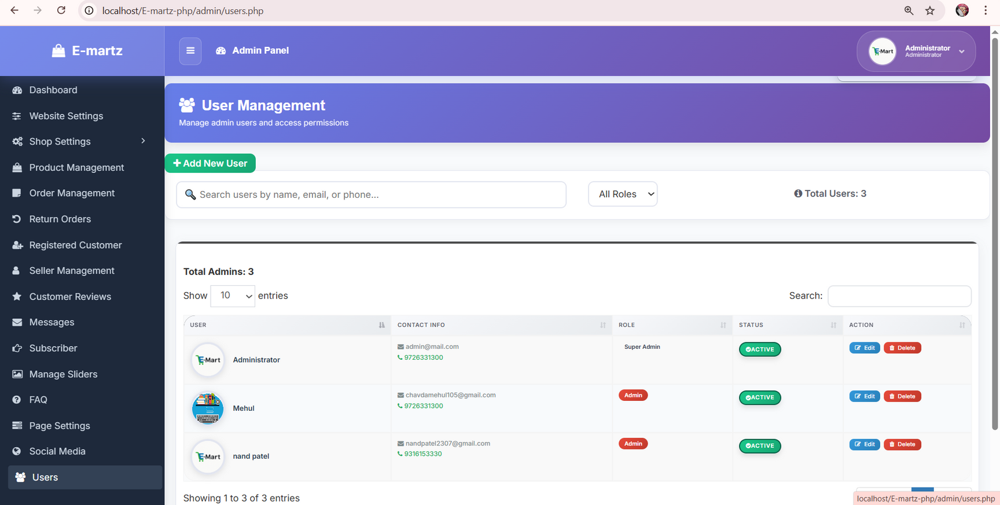 localhost/E-martz-php/admin/users.php
E-martz
Admin Panel
E-Mart
Administrator
Administrator
Dashboard
Website Settings
Shop Settings
Product Management
Order Management
Return Orders
Registered Customer
Seller Management
Customer Reviews
Messages
Subscriber
Manage Sliders
FAQ
Page Settings
Social Media
Users
User Management
Manage admin users and access permissions
Add New User
Search users by name, email, or phone...
All Roles
Total Users: 3
Total Admins: 3
Show 10 entries
Search:
USER CONTACT INFO ROLE STATUS ACTION
E-Mart Administrator
admin@mail.com
9726331300
Super Admin
ACTIVE
Edit Delete
Mehul
chavdamehul105@gmail.com
9726331300
Admin
ACTIVE
Edit Delete
E-Mart nand patel
nandpatel2307@gmail.com
9316153330
Admin
ACTIVE
Edit Delete
Showing 1 to 3 of 3 entries
localhost/E-martz-php/admin/users.php